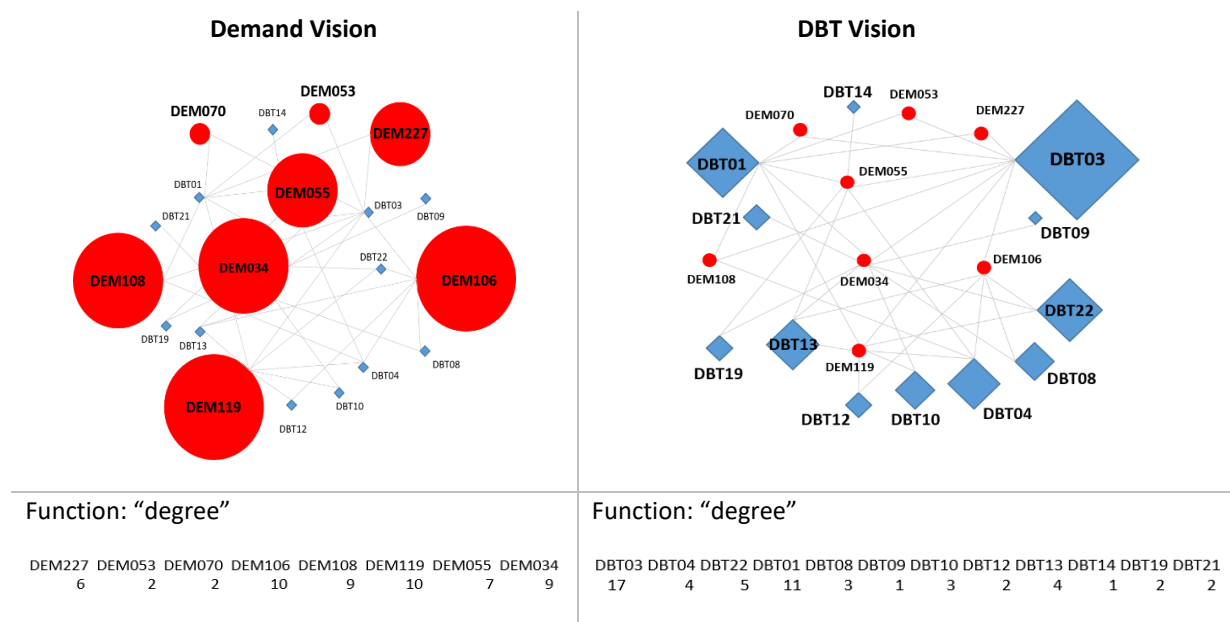 Demand Vision
DEM070
DEM053
DBT14
DEM227
DBT01
DEM055
DBT21
DBT03
DBT09
DEM108
DEM034
DBT22
DEM106
DBT19
DBT13
DBT04
DBT08
DEM119
DBT10
DBT12
Function: “degree”
DEM227 DEM053 DEM070 DEM106 DEM108 DEM119 DEM055 DEM034
6 2 2 10 9 10 7 9
DBT Vision
DBT14
DEM053
DEM070
DEM227
DBT01
DBT03
DEM055
DBT21
DBT09
DEM108
DEM034
DEM106
DBT22
DBT19
DBT13
DEM119
DBT08
DBT12
DBT10
DBT04
Function: “degree”
DBT03 DBT04 DBT22 DBT01 DBT08 DBT09 DBT10 DBT12 DBT13 DBT14 DBT19 DBT21
17 4 5 11 3 1 3 2 4 1 2 2